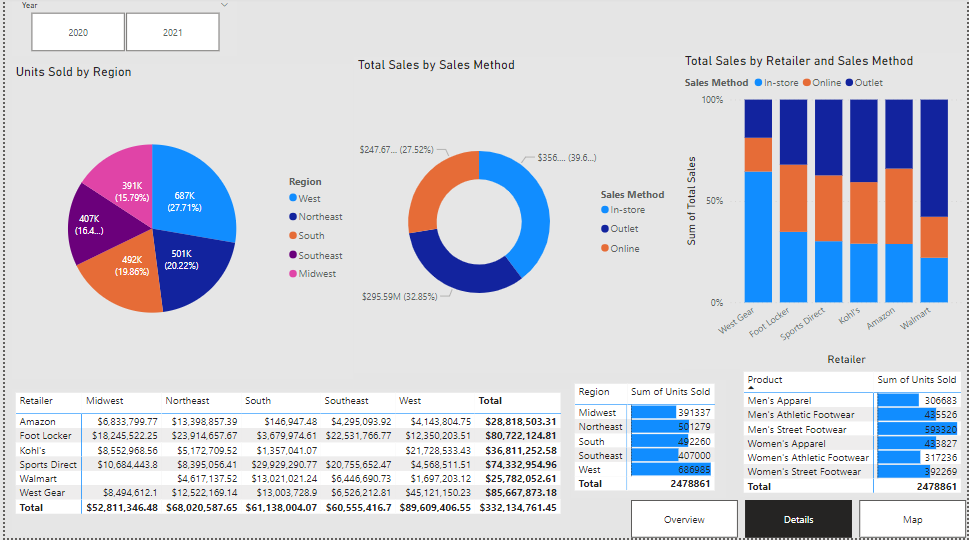 Year
2020 2021
Units Sold by Region
Total Sales by Sales Method
Total Sales by Retailer and Sales Method
Sales Method In-store Online Outlet
687K
(27.71%)
501K
(20.22%)
492K
(19.86%)
407K
(16.4...)
391K
(15.79%)
Region
West
Northeast
South
Southeast
Midwest
$247.67... (27.52%)
$356.... (39.6...)
$295.59M (32.85%)
Sales Method
In-store
Outlet
Online
Sum of Total Sales
100%
50%
0%
West Gear
Foot Locker
Sports Direct
Kohl's
Amazon
Walmart
Retailer
Retailer Midwest Northeast South Southeast West Total
Amazon $6,833,799.77 $13,398,857.39 $146,947.48 $4,295,093.92 $4,143,804.75 $28,818,503.31
Foot Locker $18,245,522.25 $23,914,657.67 $3,679,974.61 $22,531,766.77 $12,350,203.51 $80,722,124.81
Kohl's $8,552,968.56 $5,172,709.52 $1,357,041.07 $21,728,533.43 $36,811,252.58
Sports Direct $10,684,443.8 $8,395,056.41 $29,929,290.77 $20,755,652.47 $4,568,511.51 $74,332,954.96
Walmart $4,617,137.52 $13,021,021.24 $6,446,690.73 $1,697,203.12 $25,782,052.61
West Gear $8,494,612.1 $12,522,169.14 $13,003,728.9 $6,526,212.81 $45,121,150.23 $85,667,873.18
Total $52,811,346.48 $68,020,587.65 $61,138,004.07 $60,555,416.7 $89,609,406.55 $332,134,761.45
Region Sum of Units Sold
Midwest 391337
Northeast 501279
South 492260
Southeast 407000
West 686985
Total 2478861
Product Sum of Units Sold
Men's Apparel 306683
Men's Athletic Footwear 435526
Men's Street Footwear 593320
Women's Apparel 433827
Women's Athletic Footwear 317236
Women's Street Footwear 392269
Total 2478861
Overview Details Map